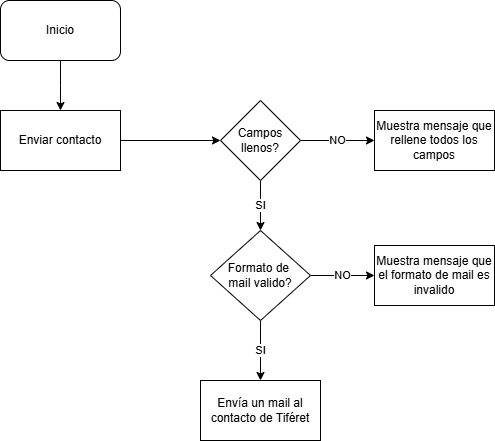 Inicio
Enviar contacto
Campos
llenos?
NO
Muestra mensaje que
rellene todos los
campos
SI
Formato de
mail valido?
NO
Muestra mensaje que
el formato de mail es
invalido
SI
Envía un mail al
contacto de Tiféret